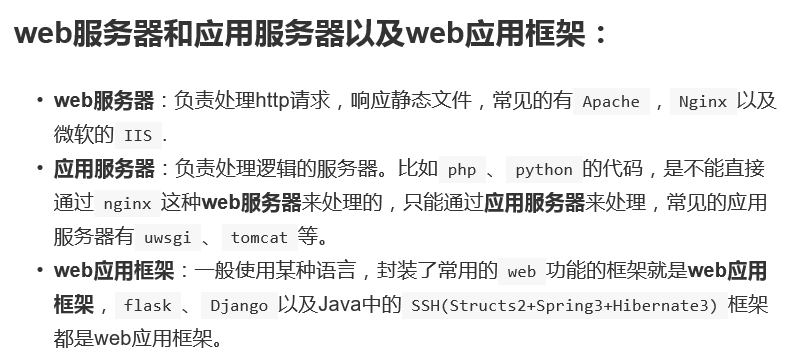 web服务器和应用服务器以及web应用框架：
• web服务器：负责处理http请求，响应静态文件，常见的有 Apache ， Nginx 以及
微软的 IIS .
• 应用服务器：负责处理逻辑的服务器。比如 php 、 python 的代码，是不能直接
通过 nginx 这种web服务器来处理的，只能通过应用服务器来处理，常见的应用
服务器有 uwsgi 、 tomcat 等。
• web应用框架：一般使用某种语言，封装了常用的 web 功能的框架就是web应用
框架， flask 、 Django 以及Java中的 SSH(Structs2+Spring3+Hibernate3) 框架
都是web应用框架。